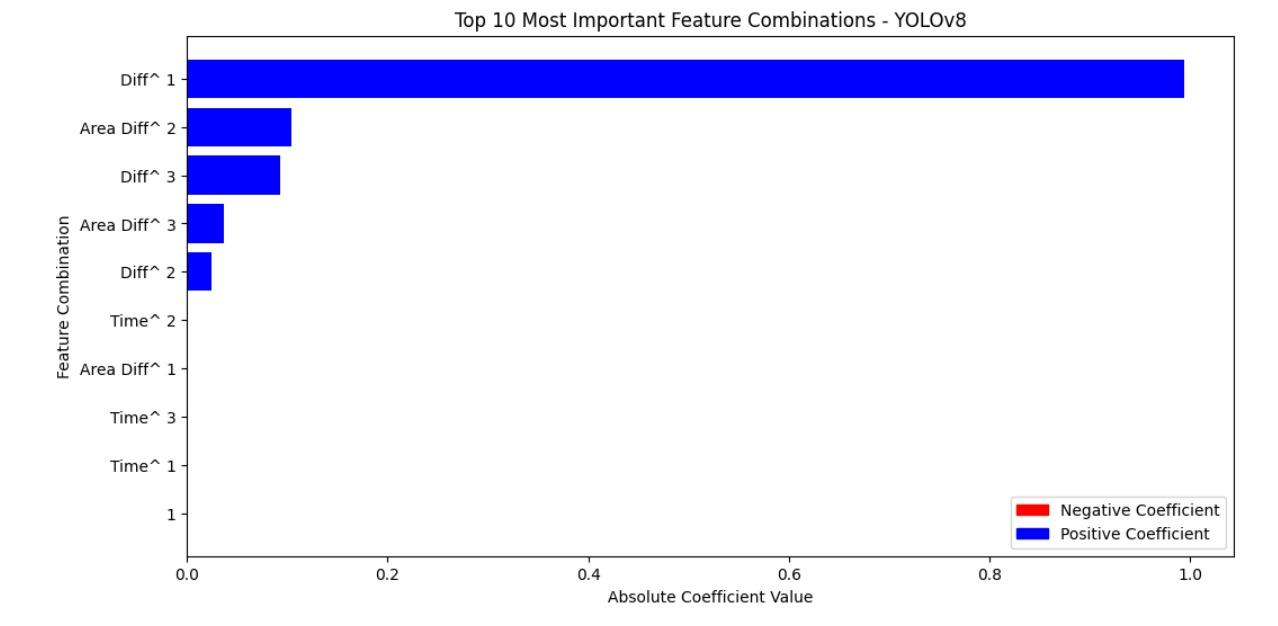 Top 10 Most Important Feature Combinations - YOLOv8
Feature Combination
Diff^ 1
Area Diff^ 2
Diff^ 3
Area Diff^ 3
Diff^ 2
Time^ 2
Area Diff^ 1
Time^ 3
Time^ 1
1
Negative Coefficient
Positive Coefficient
0.0 0.2 0.4 0.6 0.8 1.0
Absolute Coefficient Value